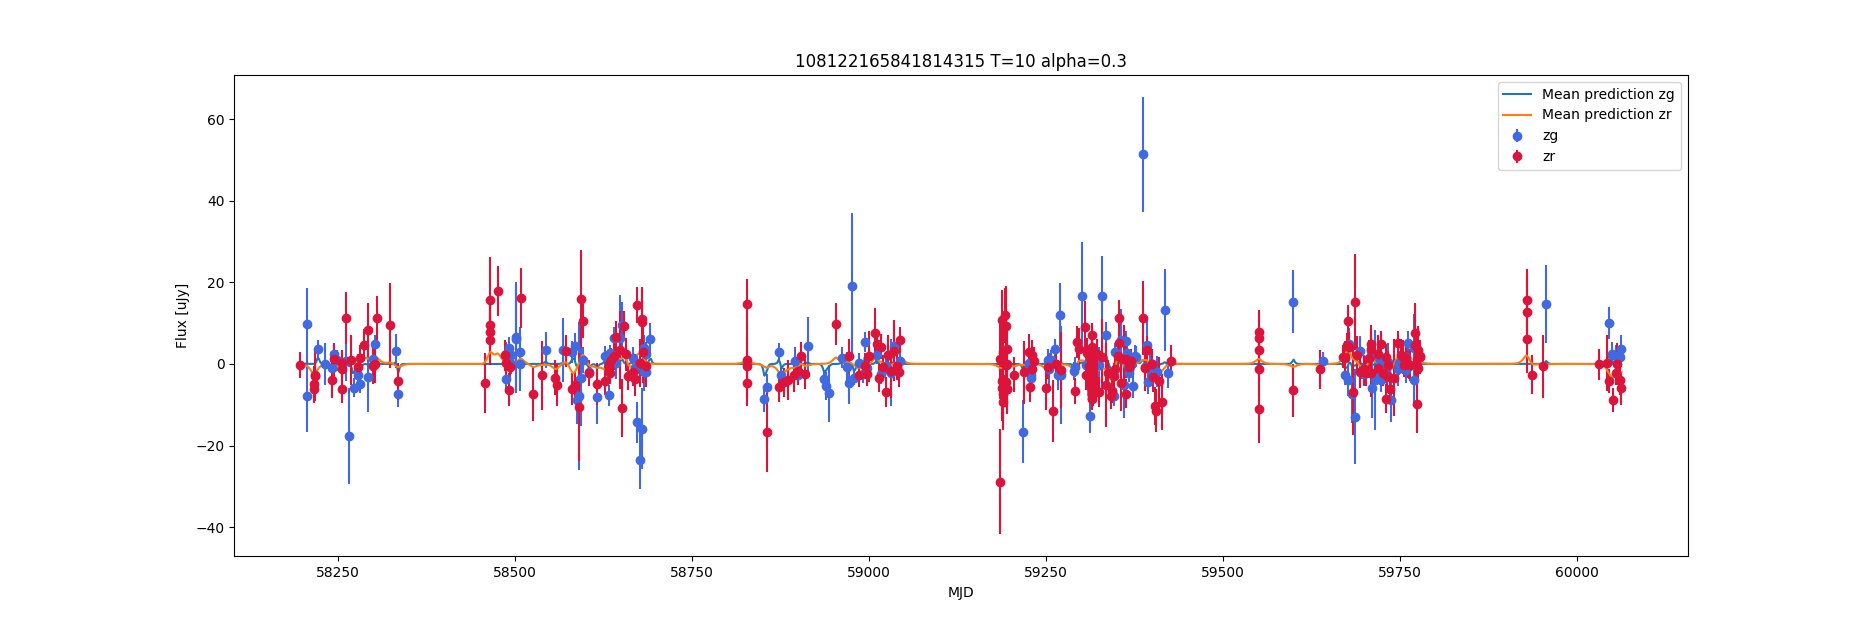 108122165841814315 T=10 alpha=0.3
Mean prediction zg
Mean prediction zr
zg
zr
Flux [uJy]
60
40
20
0
−20
−40
58250 58500 58750 59000 59250 59500 59750 60000
MJD